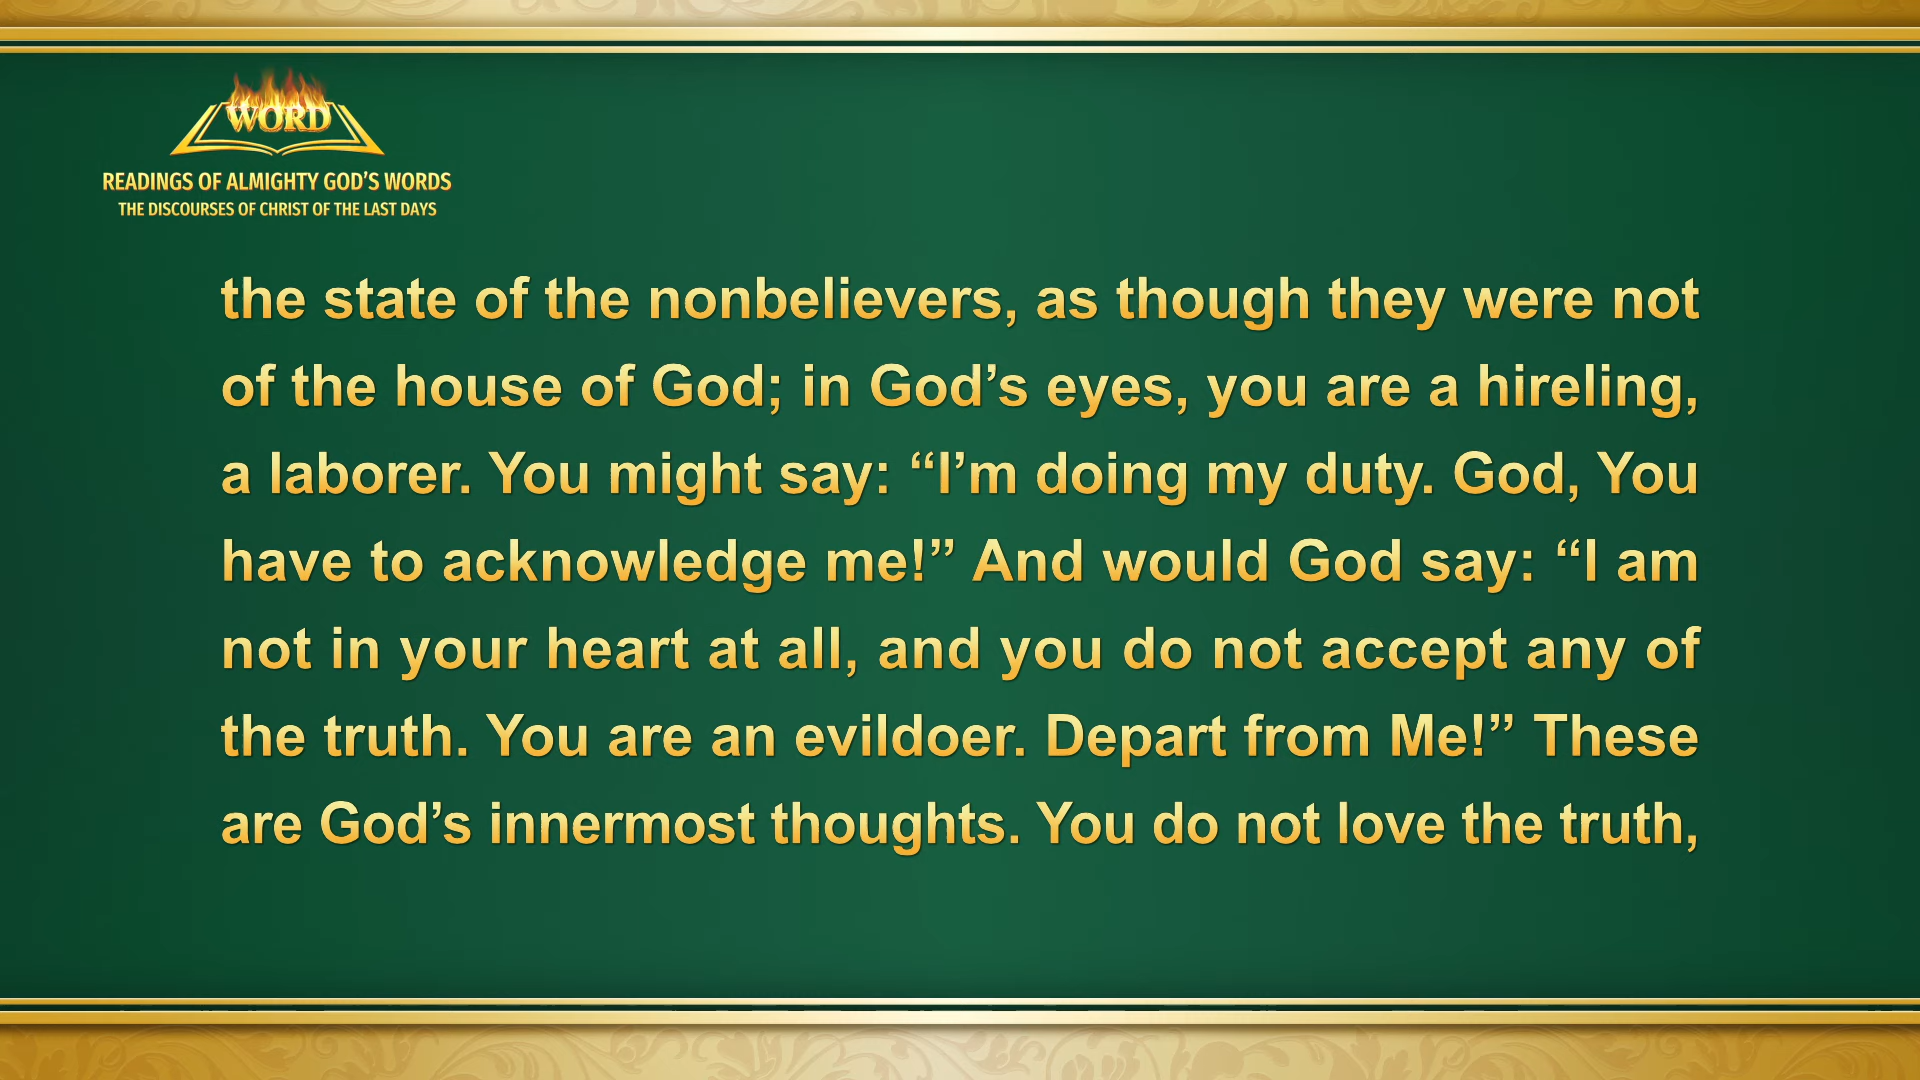 WORD
READINGS OF ALMIGHTY GOD’S WORDS
THE DISCOURSES OF CHRIST OF THE LAST DAYS
the state of the nonbelievers, as though they were not
of the house of God; in God’s eyes, you are a hireling,
a laborer. You might say: “I’m doing my duty. God, You
have to acknowledge me!” And would God say: “I am
not in your heart at all, and you do not accept any of
the truth. You are an evildoer. Depart from Me!” These
are God’s innermost thoughts. You do not love the truth,